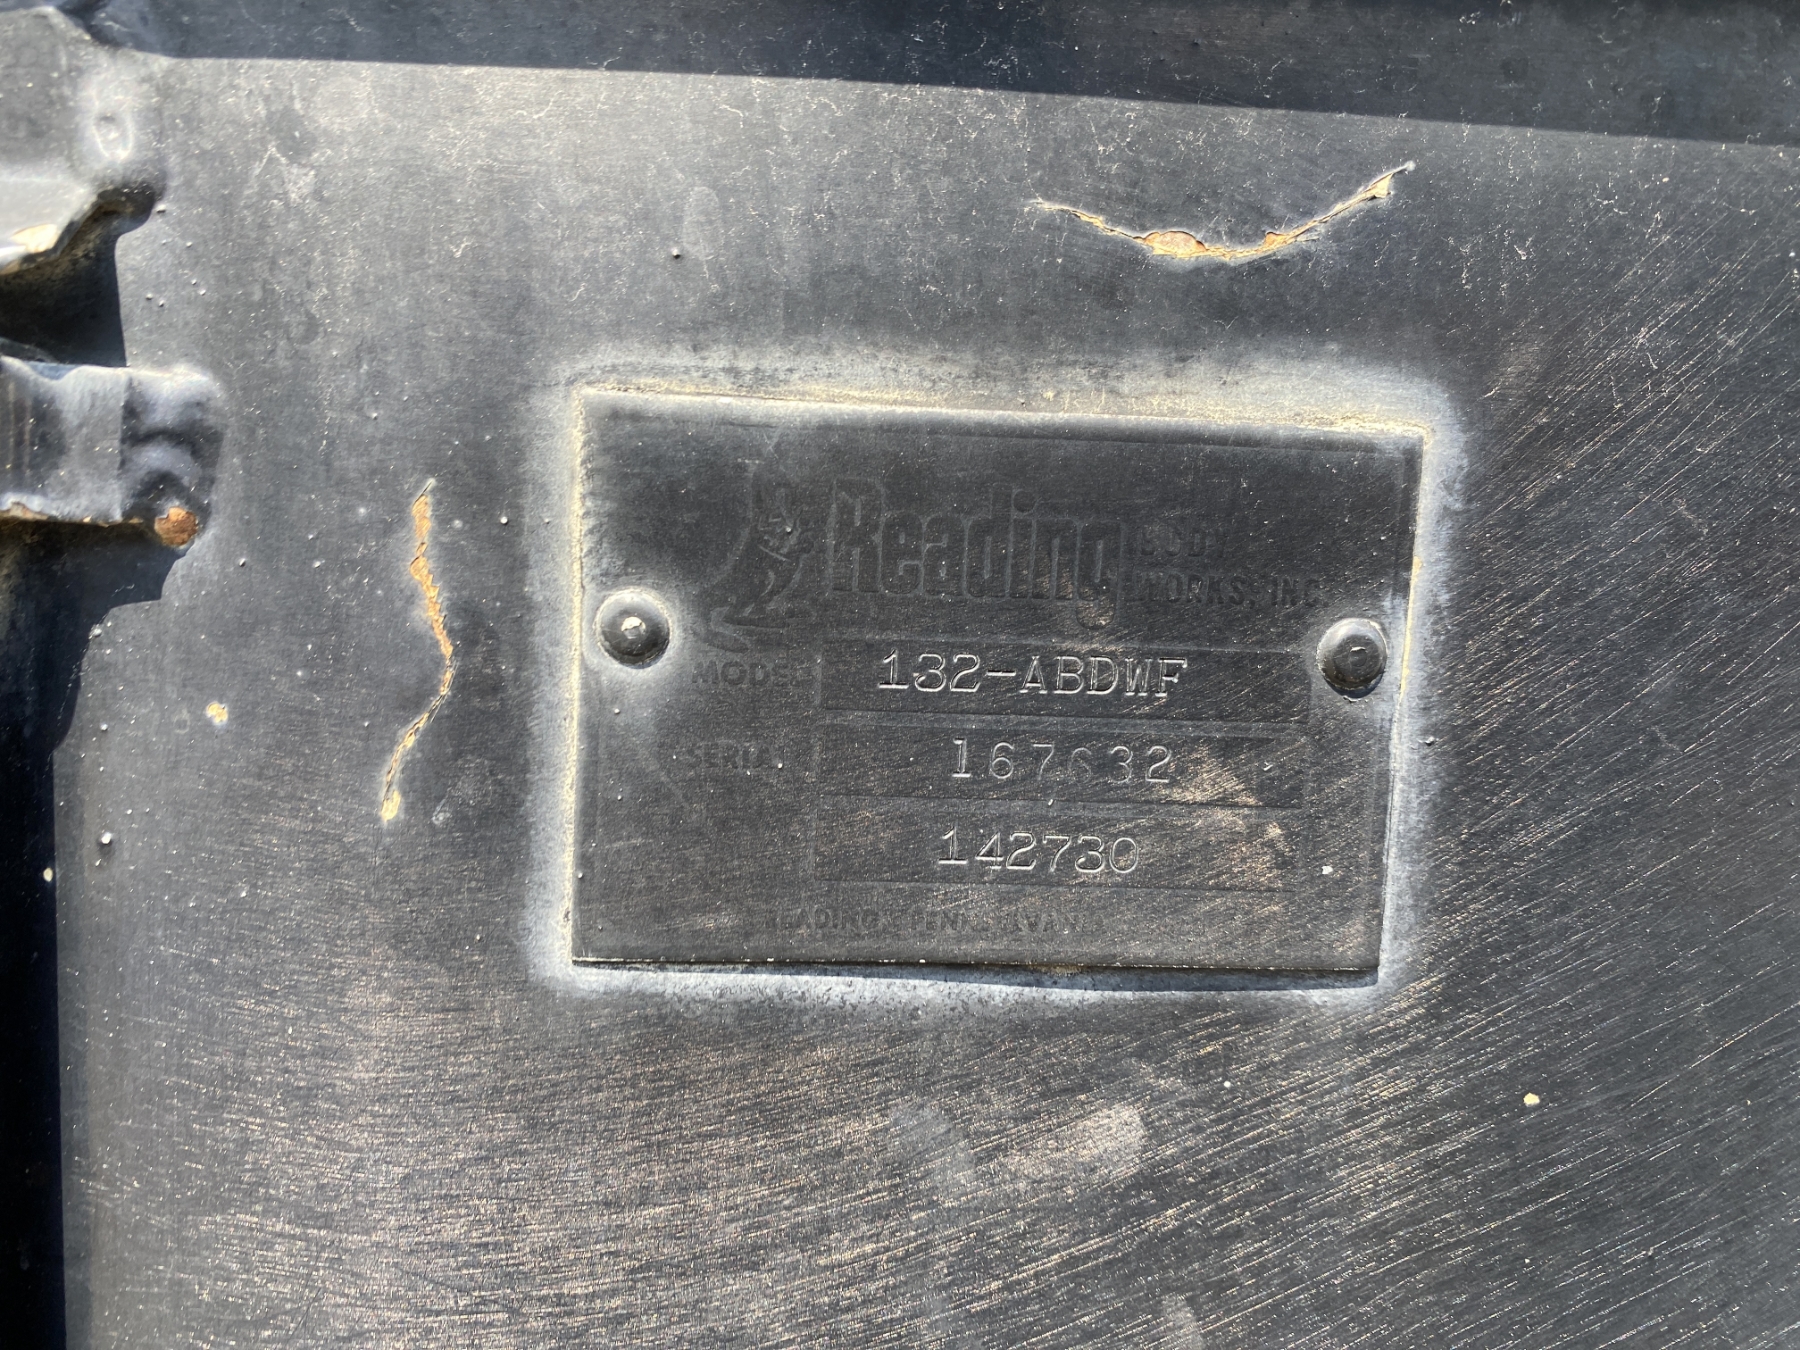 Reading BODY
WORKS, INC
MODEL 132-ABDWF
SERIAL 167632
142730
READING, PENNSYLVANIA